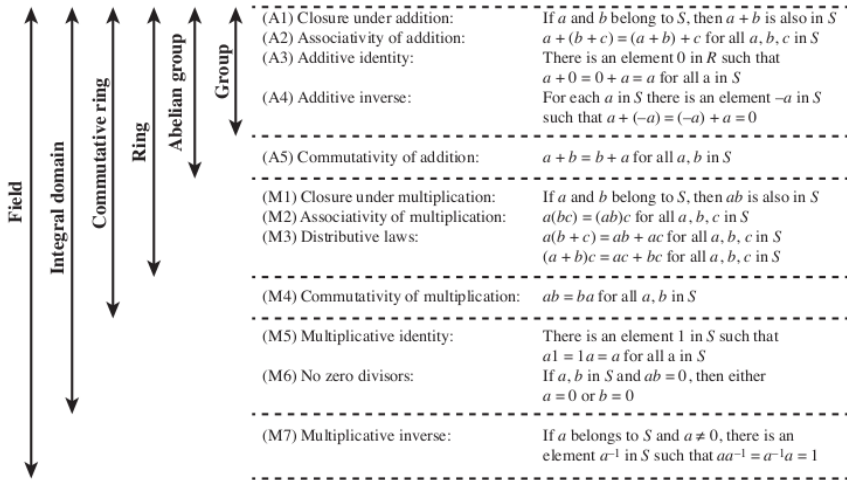 Field
Integral domain
Commutative ring
Ring
Abelian group
Group
(A1) Closure under addition: If a and b belong to S, then a + b is also in S
(A2) Associativity of addition: a + (b + c) = (a + b) + c for all a, b, c in S
(A3) Additive identity: There is an element 0 in R such that
a + 0 = 0 + a = a for all a in S
(A4) Additive inverse: For each a in S there is an element –a in S
such that a + (–a) = (–a) + a = 0
(A5) Commutativity of addition: a + b = b + a for all a, b in S
(M1) Closure under multiplication: If a and b belong to S, then ab is also in S
(M2) Associativity of multiplication: a(bc) = (ab)c for all a, b, c in S
(M3) Distributive laws: a(b + c) = ab + ac for all a, b, c in S
(a + b)c = ac + bc for all a, b, c in S
(M4) Commutativity of multiplication: ab = ba for all a, b in S
(M5) Multiplicative identity: There is an element 1 in S such that
a1 = 1a = a for all a in S
(M6) No zero divisors: If a, b in S and ab = 0, then either
a = 0 or b = 0
(M7) Multiplicative inverse: If a belongs to S and a ≠ 0, there is an
element a⁻¹ in S such that aa⁻¹ = a⁻¹a = 1